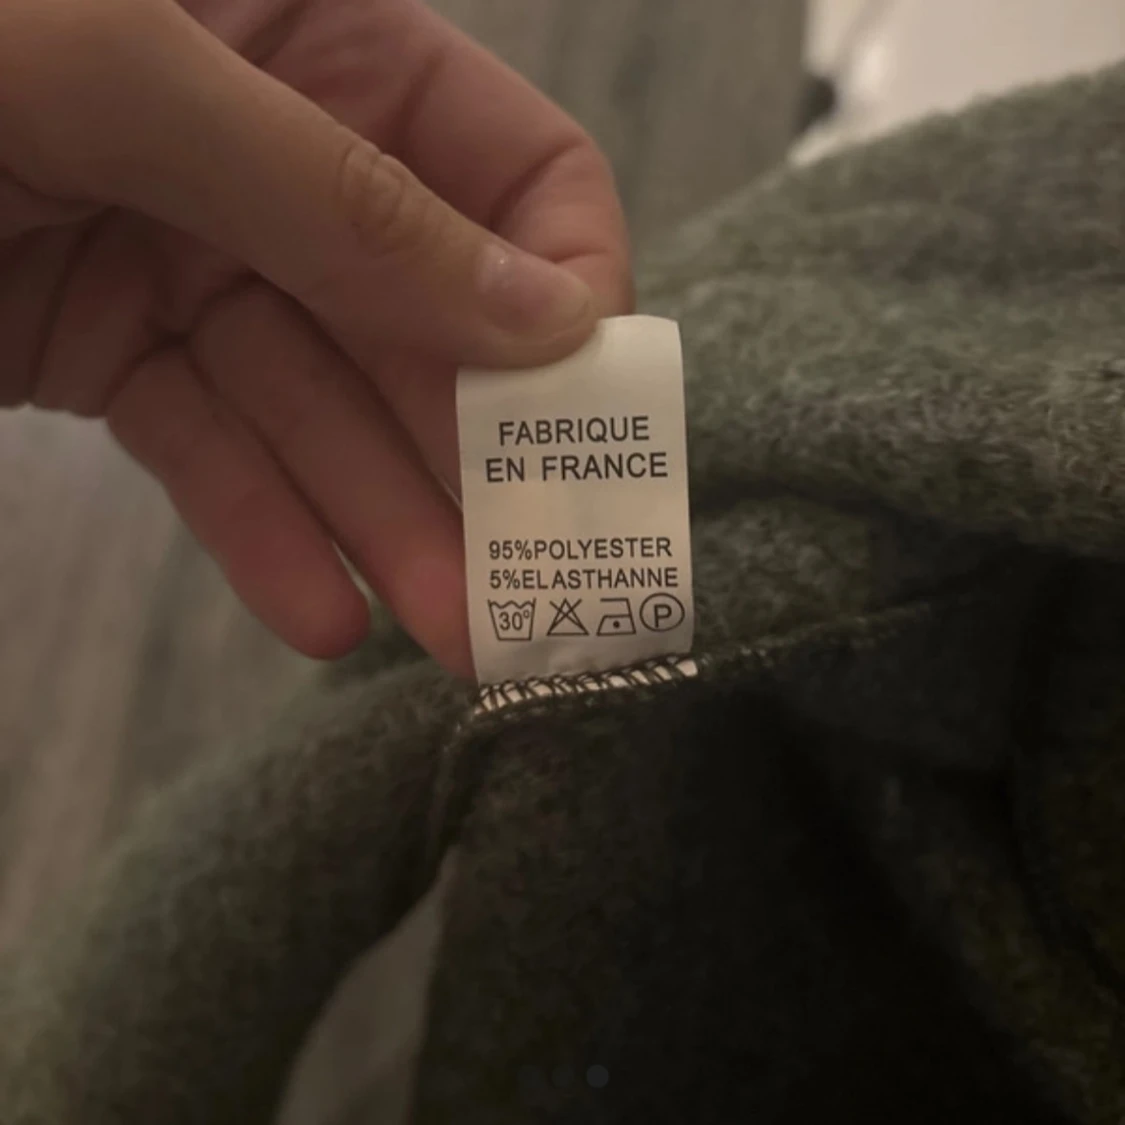 FABRIQUE
EN FRANCE
95%POLYESTER
5%ELASTHANNE
30° P